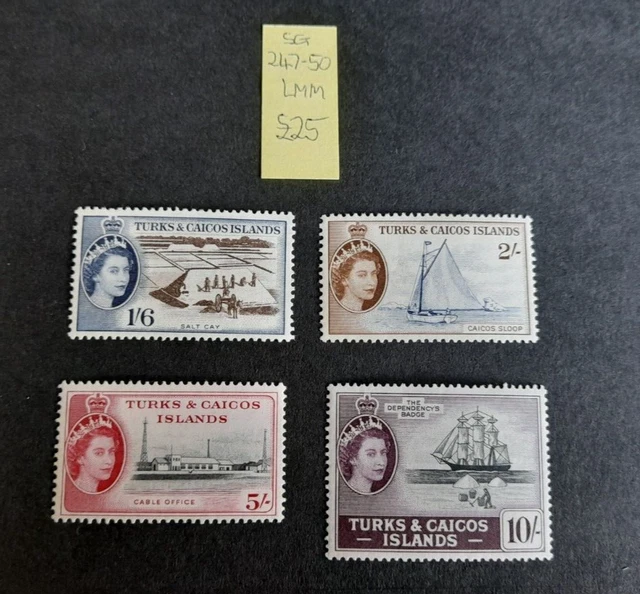 SG
247-50
LMM
£25
TURKS & CAICOS ISLANDS
1/6
SALT CAY
TURKS & CAICOS ISLANDS
2/-
CAICOS SLOOP
TURKS & CAICOS
ISLANDS
CABLE OFFICE
5/-
THE
DEPENDENCY'S
BADGE
TURKS & CAICOS
— ISLANDS —
10/-